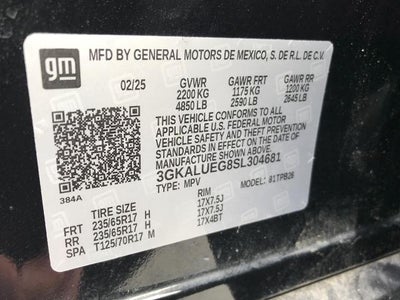 gm
MFD BY GENERAL MOTORS DE MEXICO, S. DE R.L. DE C.V.
02/25 GVWR GAWR FRT GAWR RR
2200 KG 1175 KG 1200 KG
4850 LB 2590 LB 2645 LB
THIS VEHICLE CONFORMS TO ALL
APPLICABLE U.S. FEDERAL MOTOR
VEHICLE SAFETY, AND THEFT
PREVENTION STANDARDS IN EFFECT
ON THE DATE OF MANUFACTURE
SHOWN ABOVE.
3GKALUEG8SL304681
384A TYPE: MPV MODEL: 81TPB26
TIRE SIZE RIM
FRT 235/65R17 H 17X7.5J
RR 235/65R17 H 17X7.5J
SPA T125/70R17 M 17X4BT